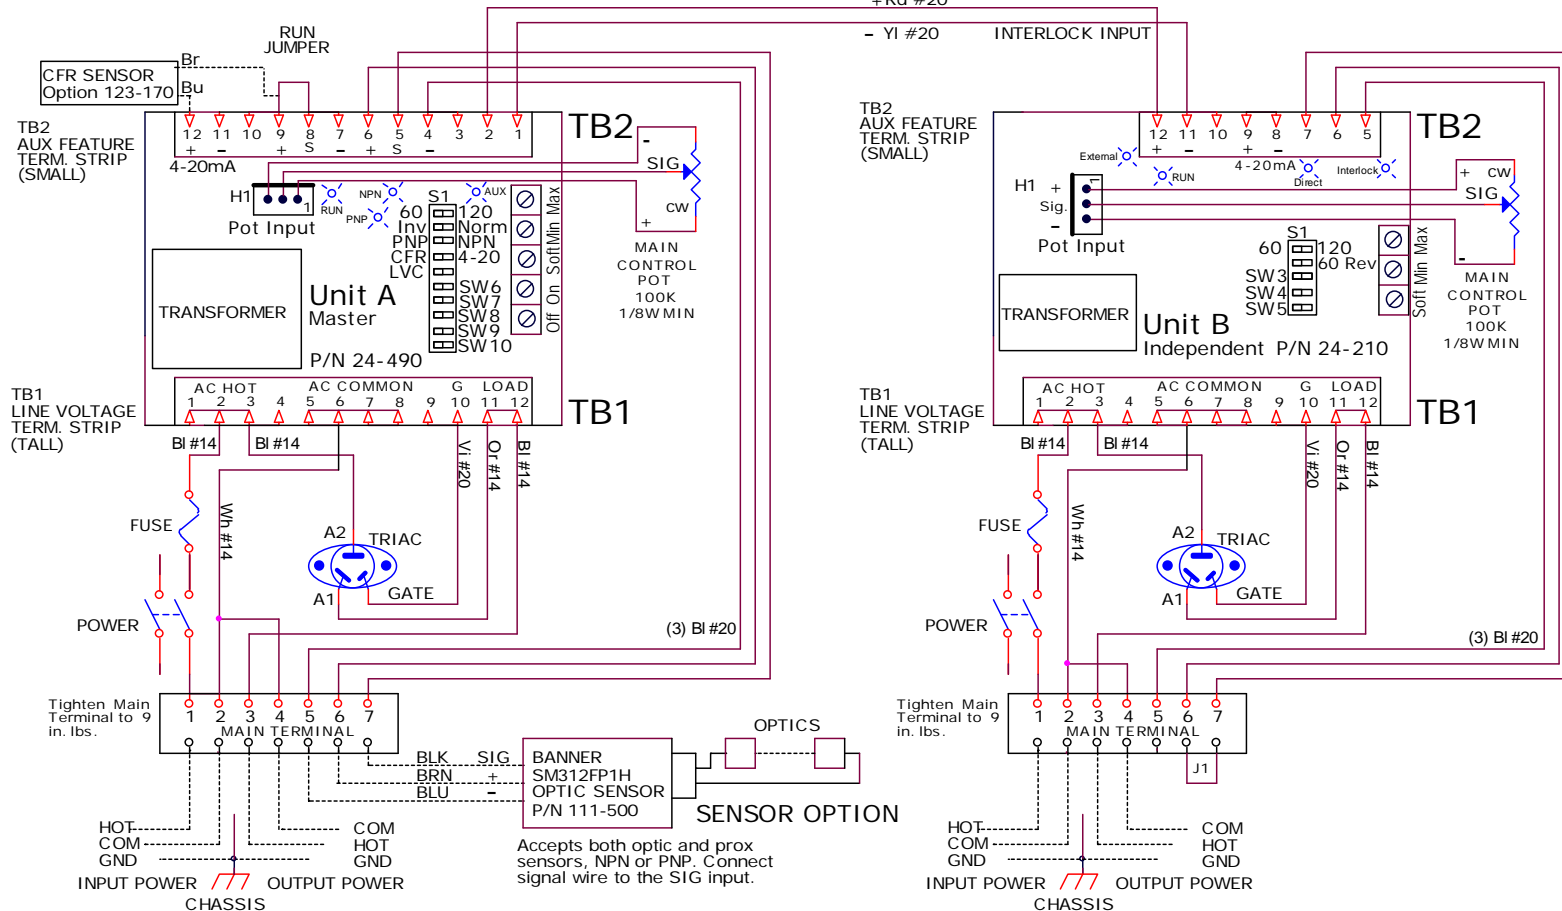 +Rd #20
- Yl #20 INTERLOCK INPUT
RUN
JUMPER
CFR SENSOR
Option 123-170
Br
Bu
TB2
AUX FEATURE
TERM. STRIP
(SMALL)
12 11 10 9 8 7 6 5 4 3 2 1
+ - + S - + S -
4-20mA
TB2
H1
1
Pot Input
RUN
NPN
PNP
AUX
-
SIG
CW
+
MAIN
CONTROL
POT
100K
1/8W MIN
S1
60 120
Inv Norm
PNP NPN
CFR 4-20
LVC
SW6
SW7
SW8
SW9
SW10
Off On Soft Min Max
TRANSFORMER
Unit A
Master
P/N 24-490
TB1
LINE VOLTAGE
TERM. STRIP
(TALL)
AC HOT AC COMMON G LOAD
1 2 3 4 5 6 7 8 9 10 11 12
TB1
Bl #14
Bl #14
Wh #14
Vi #20
Or #14
Bl #14
FUSE
POWER
A2
TRIAC
A1
GATE
(3) Bl #20
Tighten Main
Terminal to 9
in. lbs.
1 2 3 4 5 6 7
MAIN TERMINAL
HOT
COM
GND
INPUT POWER
CHASSIS
COM
HOT
GND
OUTPUT POWER
BLK SIG
BRN +
BLU -
BANNER
SM312FP1H
OPTIC SENSOR
P/N 111-500
OPTICS
SENSOR OPTION
Accepts both optic and prox
sensors, NPN or PNP. Connect
signal wire to the SIG input.
TB2
AUX FEATURE
TERM. STRIP
(SMALL)
12 11 10 9 8 7 6 5
+ - + -
4-20mA
TB2
External
RUN
Direct
Interlock
H1
+ 1
Sig.
-
Pot Input
+ CW
SIG
-
MAIN
CONTROL
POT
100K
1/8W MIN
S1
60 120
60 Rev
SW3
SW4
SW5
Soft Min Max
TRANSFORMER
Unit B
Independent P/N 24-210
TB1
LINE VOLTAGE
TERM. STRIP
(TALL)
AC HOT AC COMMON G LOAD
1 2 3 4 5 6 7 8 9 10 11 12
TB1
Bl #14
Bl #14
Wh #14
Vi #20
Or #14
Bl #14
FUSE
POWER
A2
TRIAC
A1
GATE
(3) Bl #20
Tighten Main
Terminal to 9
in. lbs.
1 2 3 4 5 6 7
MAIN TERMINAL
J1
HOT
COM
GND
INPUT POWER
CHASSIS
COM
HOT
GND
OUTPUT POWER